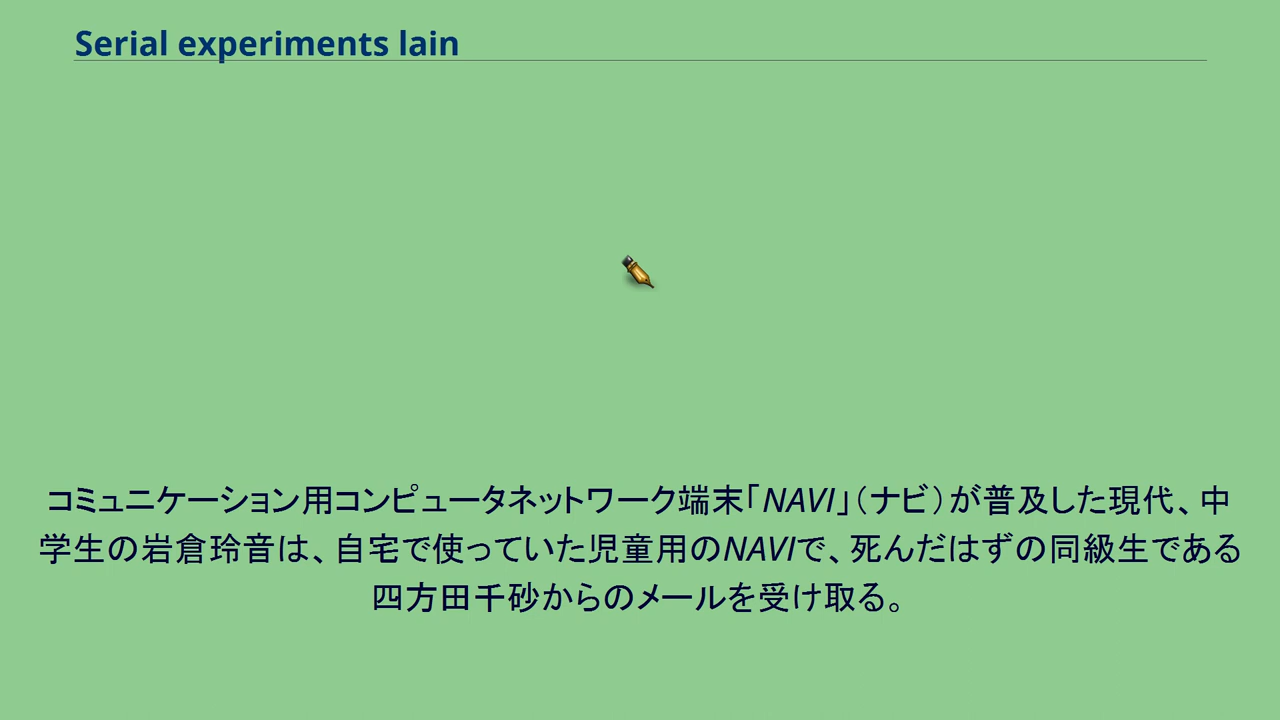 Serial experiments lain
コミュニケーション用コンピュータネットワーク端末「NAVI」（ナビ）が普及した現代、中
学生の岩倉玲音は、自宅で使っていた児童用のNAVIで、死んだはずの同級生である
四方田千砂からのメールを受け取る。